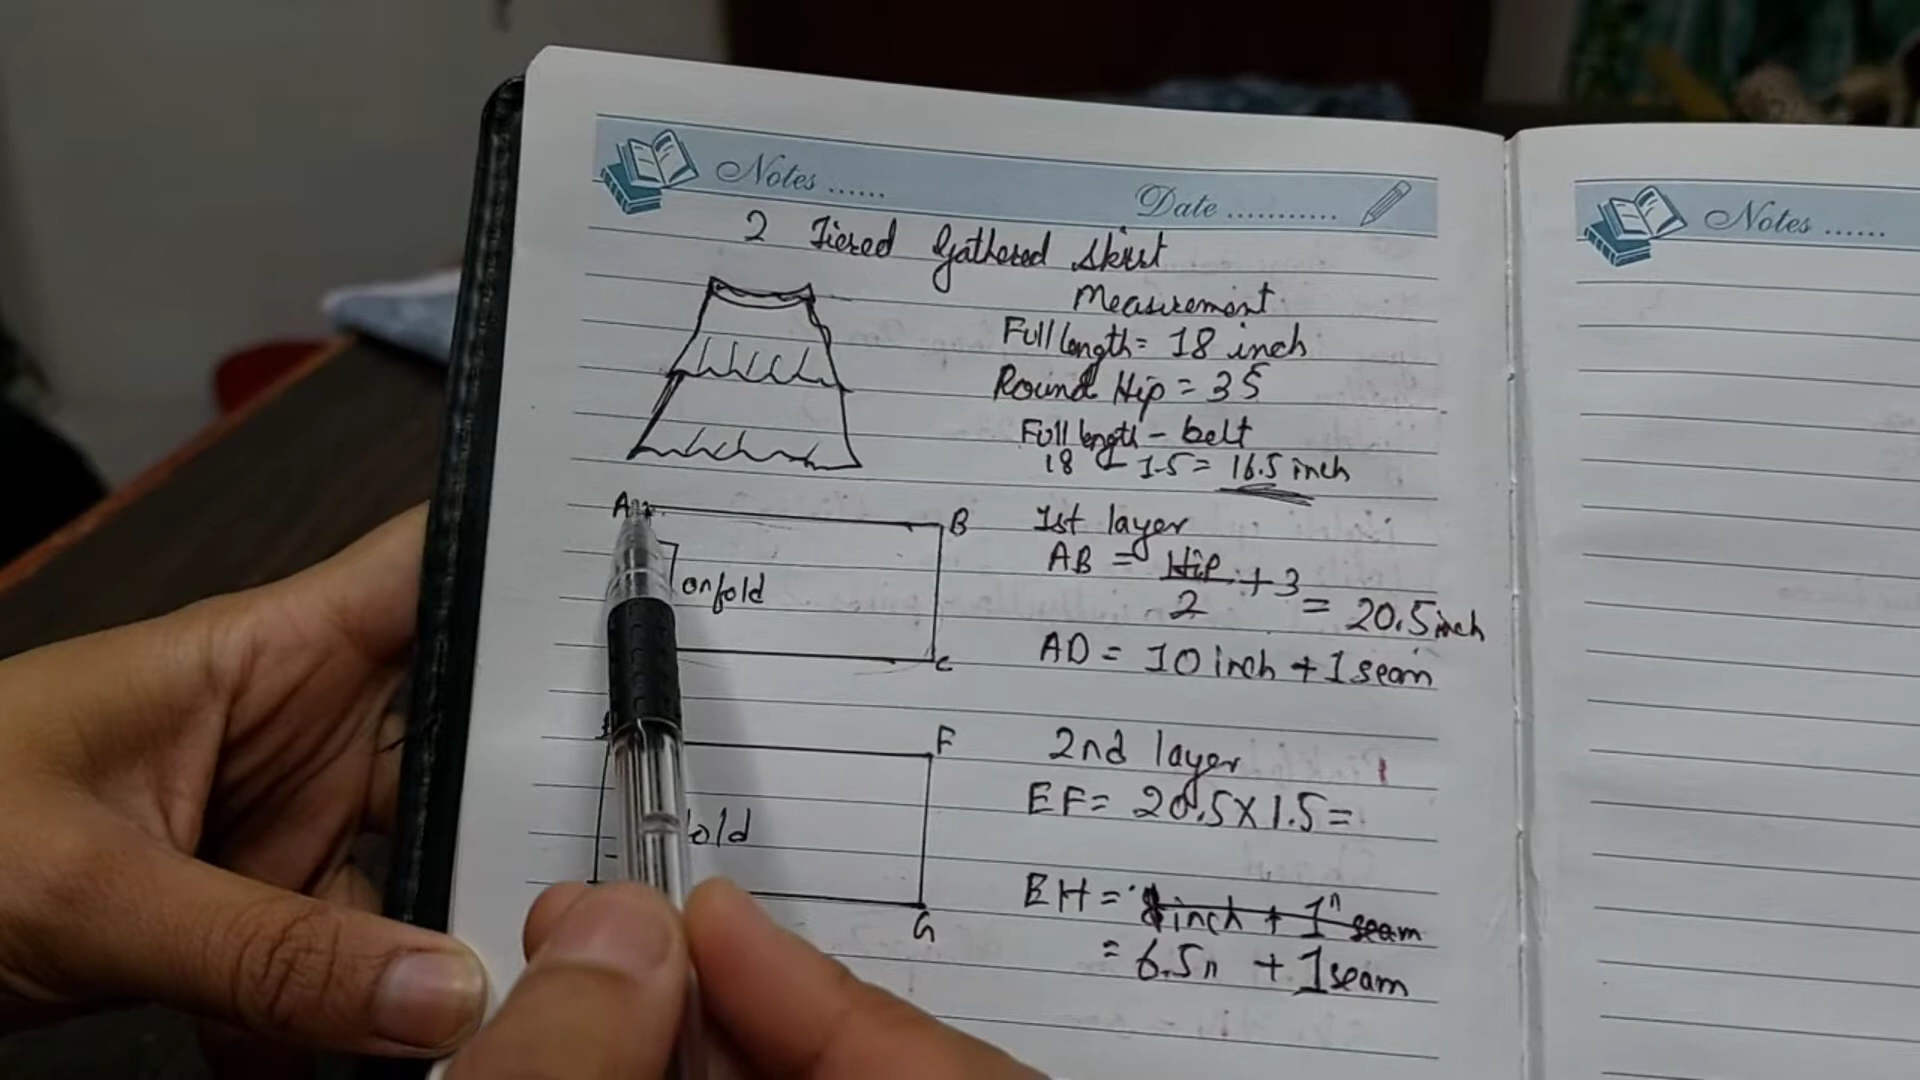 Notes ......
Date ...........
2 Tiered Gathered Skirt
Measurement
Full length = 18 inch
Round Hip = 35
Full length - belt
18 - 1.5 = 16.5 inch
A
B
onfold
C
1st layer
AB = Hip/2 + 3 = 20.5 inch
AD = 10 inch + 1 seam
F
old
G
2nd layer
EF = 20.5 X 1.5 =
EH = inch + 1" seam
= 6.5" + 1 seam
Notes ......